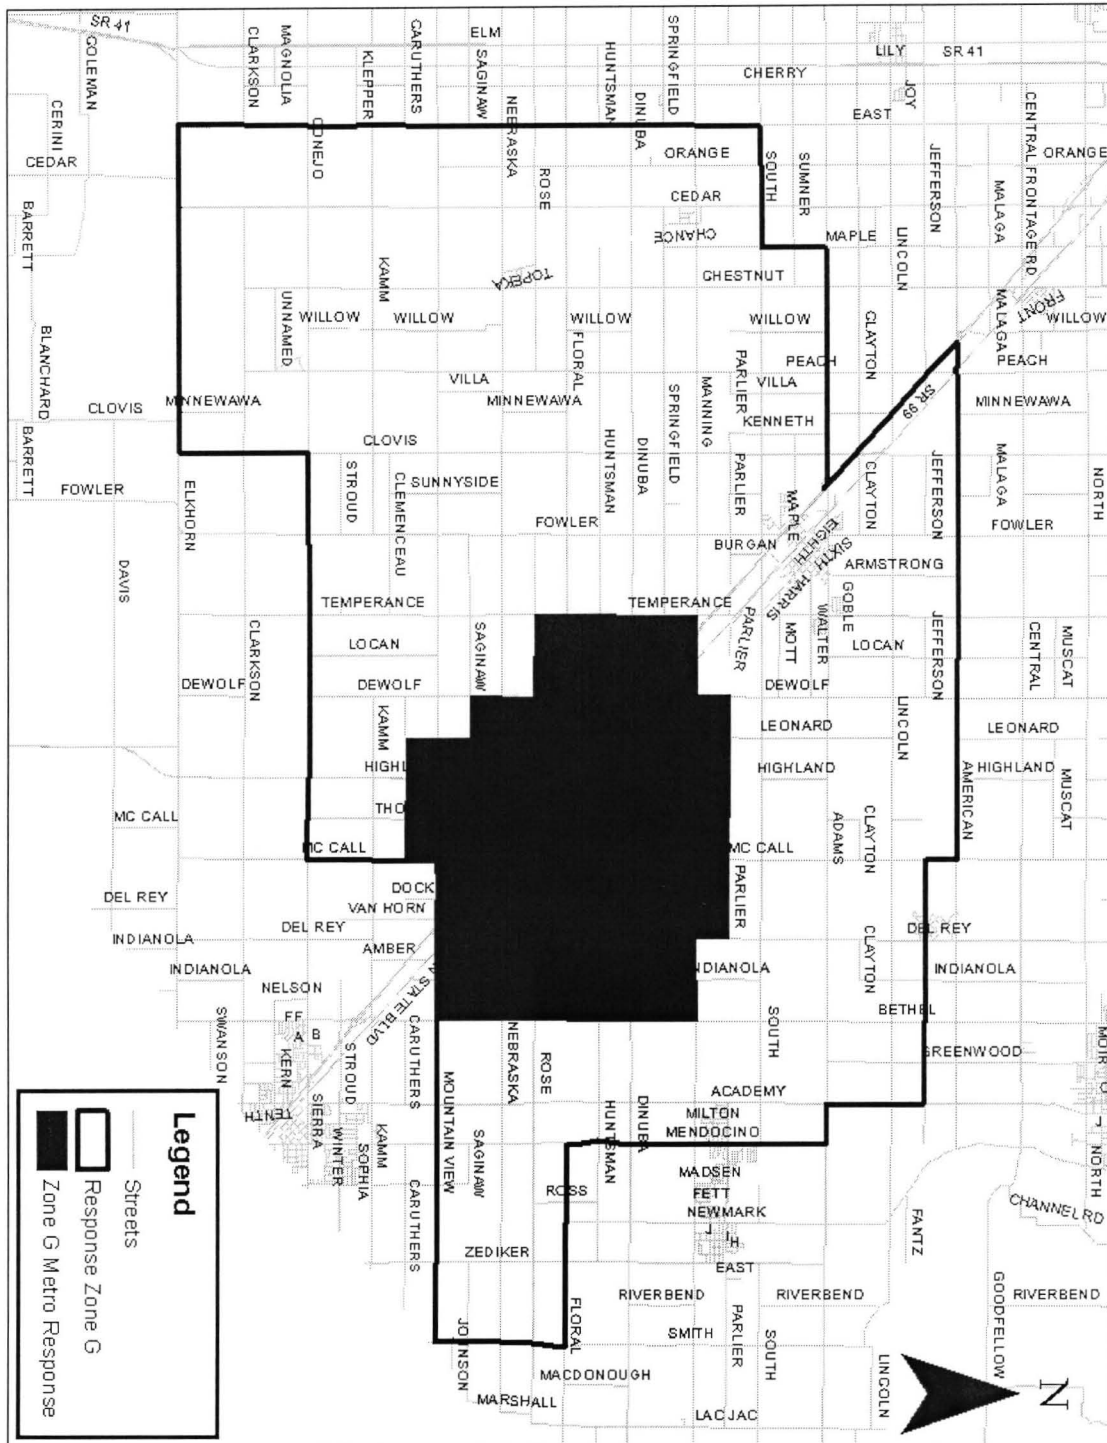 SR 41
COLEMAN
CERINI
CEDAR
BARRETT
BLANCHARD
CLOVIS
BARRETT
FOWLER
DAVIS
ELKHORN
CLARKSON
MAGNOLIA
KLEPPER
CARUTHERS
ELM
SAGINAW
NEBRASKA
HUNTSMAN
DINUBA
SPRINGFIELD
CHERRY
LILY
SR 41
JOY
EAST
CENTRAL FRONTAGE RD
ORANGE
CONEJO
ROSE
ORANGE
SOUTH
SUMNER
JEFFERSON
MALAGA
CEDAR
CHANCE
MAPLE
LINCOLN
CHESTNUT
KAMM
TOPEKA
UNNAMED
WILLOW
WILLOW
WILLOW
FLORAL
WILLOW
CLAYTON
MALAGA
FRONT
WILLOW
PEACH
PEACH
VILLA
VILLA
PARLIER
MANNING
SPRINGFIELD
SR 99
MINNEWAWA
MINNEWAWA
MINNEWAWA
KENNETH
CLOVIS
STROUD
CLEMENCEAU
SUNNYSIDE
HUNTSMAN
DINUBA
PARLIER
CLAYTON
JEFFERSON
MALAGA
NORTH
FOWLER
FOWLER
MAPLE
EIGHTH
SIXTH
BURGAN
HARRIS
ARMSTRONG
GOBLE
TEMPERANCE
TEMPERANCE
PARLIER
MOTT
WALTER
LOCAN
JEFFERSON
CENTRAL
MUSCAT
CLARKSON
LOCAN
SAGINAW
DEWOLF
DEWOLF
DEWOLF
KAMM
LEONARD
LINCOLN
LEONARD
HIGHL
HIGHLAND
AMERICAN
HIGHLAND
MUSCAT
THO
MC CALL
MC CALL
MC CALL
ADAMS
CLAYTON
DEL REY
DOCK
VAN HORN
PARLIER
DEL REY
DEL REY
INDIANOLA
AMBER
CLAYTON
INDIANOLA
NDIANOLA
INDIANOLA
NELSON
STATE BLVD
SWANSON
FF
A
B
KERN
STROUD
CARUTHERS
NEBRASKA
SOUTH
BETHEL
MOUNTAIN VIEW
ROSE
GREENWOOD
MOIR
NORTH
ACADEMY
TENTH
SIERRA
WINTER
SOPHIA
KAMM
SAGINAW
HUNTSMAN
DINUBA
MILTON
MENDOCINO
CARUTHERS
ROSS
MADSEN
FETT
NEWMARK
J
I
H
FANTZ
CHANNEL RD
ZEDIKER
EAST
FLORAL
RIVERBEND
RIVERBEND
RIVERBEND
GOODFELLOW
JOHNSON
SMITH
PARLIER
SOUTH
LINCOLN
MACDONOUGH
MARSHALL
LAC JAC
N
Legend
Streets
Response Zone G
Zone G Metro Response